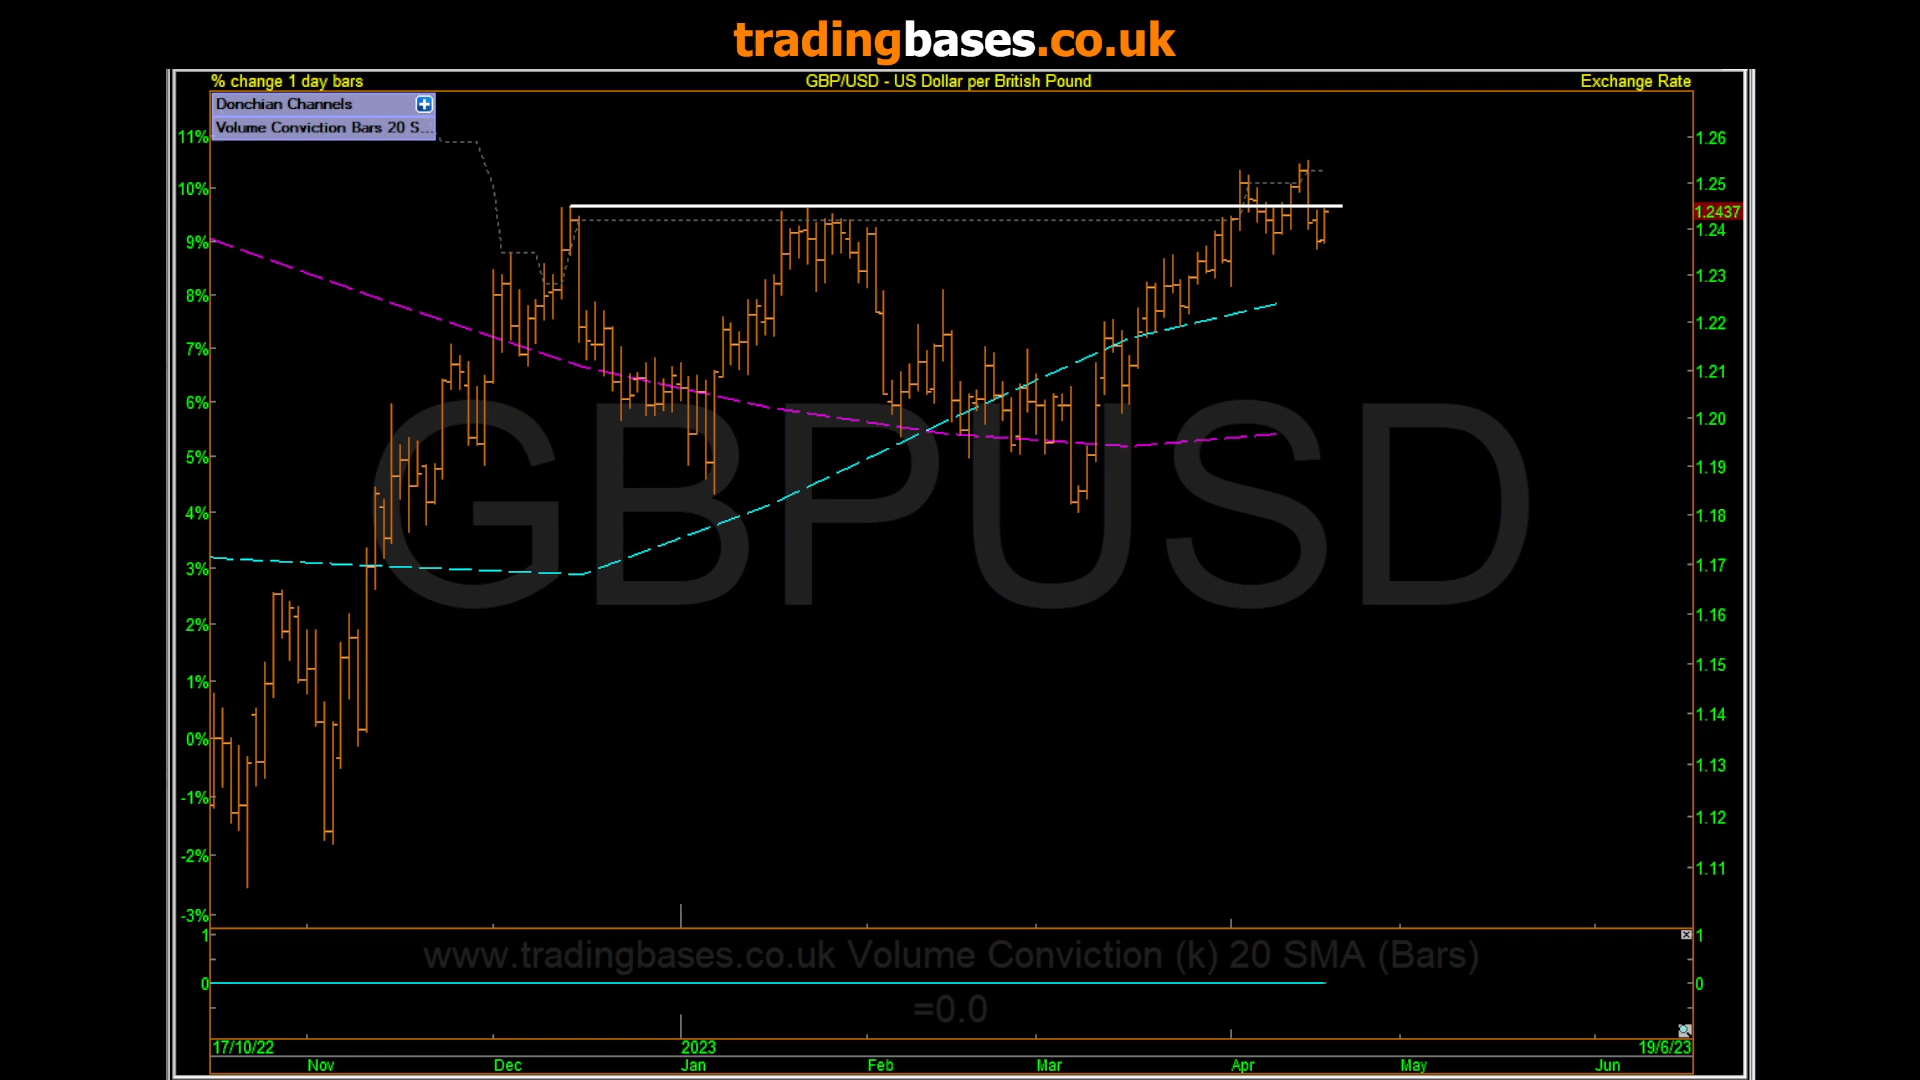 tradingbases.co.uk
% change 1 day bars
GBP/USD - US Dollar per British Pound
Exchange Rate
Donchian Channels
Volume Conviction Bars 20 S...
11%
10%
9%
8%
7%
6%
5%
4%
3%
2%
1%
0%
-1%
-2%
-3%
1.26
1.25
1.2437
1.24
1.23
1.22
1.21
1.20
1.19
1.18
1.17
1.16
1.15
1.14
1.13
1.12
1.11
GBPUSD
1
1
www.tradingbases.co.uk Volume Conviction (k) 20 SMA (Bars)
0
0
=0.0
17/10/22
2023
19/6/23
Nov
Dec
Jan
Feb
Mar
Apr
May
Jun